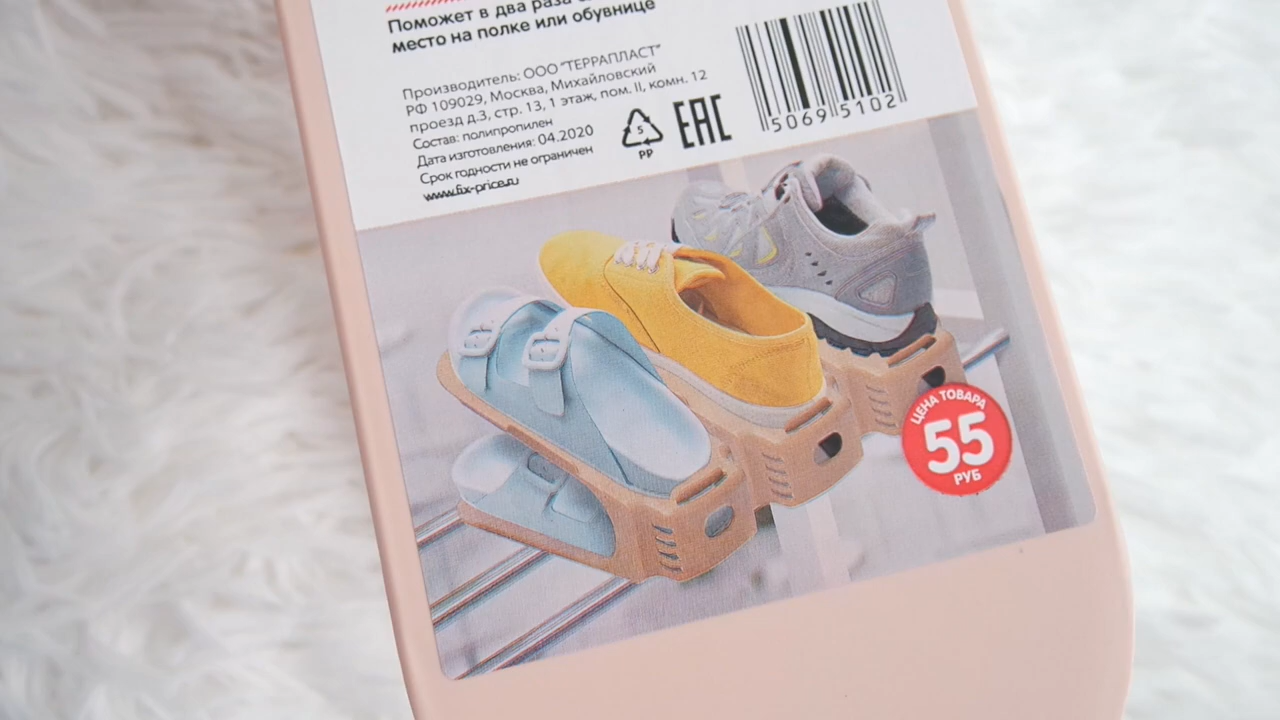 Поможет в два раза
место на полке или обувнице
Производитель: ООО "ТЕРРАПЛАСТ"
РФ 109029, Москва, Михайловский
проезд д.3, стр. 13, 1 этаж, пом. II, комн. 12
Состав: полипропилен
Дата изготовления: 04.2020
Срок годности не ограничен
www.fix-price.ru
5
PP
EAC
5069 5102
ЦЕНА ТОВАРА
55
РУБ